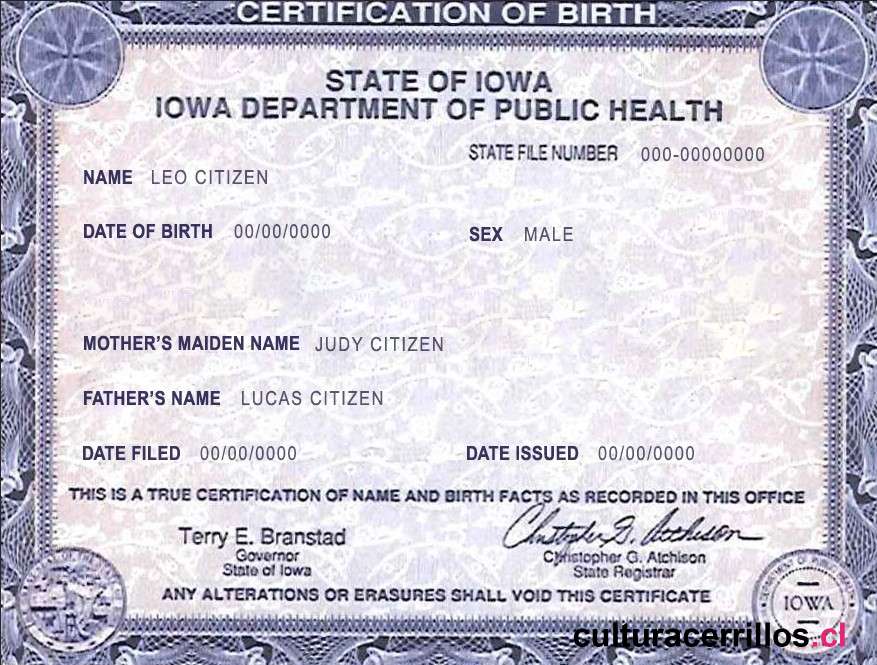 CERTIFICATION OF BIRTH
STATE OF IOWA
IOWA DEPARTMENT OF PUBLIC HEALTH
STATE FILE NUMBER 000-00000000
NAME LEO CITIZEN
DATE OF BIRTH 00/00/0000 SEX MALE
MOTHER'S MAIDEN NAME JUDY CITIZEN
FATHER'S NAME LUCAS CITIZEN
DATE FILED 00/00/0000 DATE ISSUED 00/00/0000
THIS IS A TRUE CERTIFICATION OF NAME AND BIRTH FACTS AS RECORDED IN THIS OFFICE
Christopher G. Atchison
Terry E. Branstad
Governor Christopher G. Atchison
State of Iowa State Registrar
ANY ALTERATIONS OR ERASURES SHALL VOID THIS CERTIFICATE
IOWA
culturacerrillos.cl